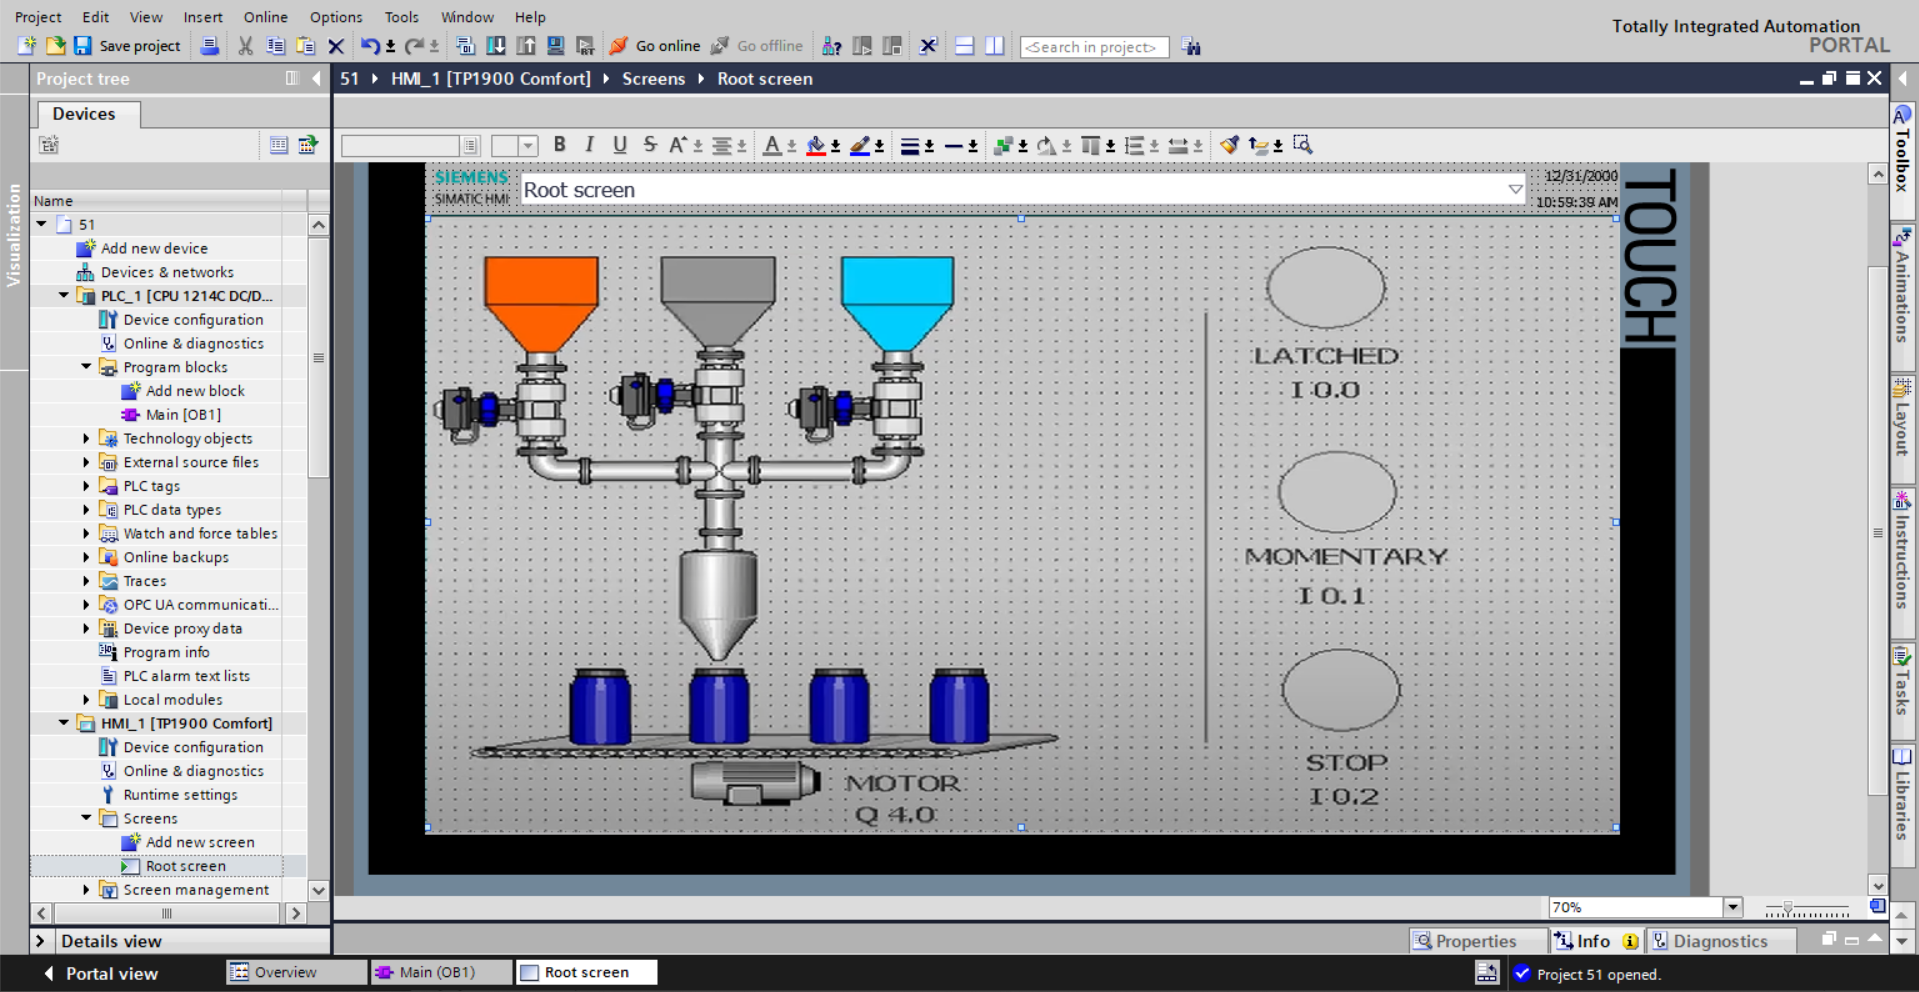 Project Edit View Insert Online Options Tools Window Help
Totally Integrated Automation
PORTAL
Save project
Go online
Go offline
<Search in project>
Project tree
51 HMI_1 [TP1900 Comfort] Screens Root screen
Devices
B I U S A A
Visualization
Name
51
Add new device
Devices & networks
PLC_1 [CPU 1214C DC/D...
Device configuration
Online & diagnostics
Program blocks
Add new block
Main [OB1]
Technology objects
External source files
PLC tags
PLC data types
Watch and force tables
Online backups
Traces
OPC UA communicati...
Device proxy data
Program info
PLC alarm text lists
Local modules
HMI_1 [TP1900 Comfort]
Device configuration
Online & diagnostics
Runtime settings
Screens
Add new screen
Root screen
Screen management
Details view
SIEMENS
SIMATIC HMI
Root screen
12/31/2000
10:59:39 AM
TOUCH
LATCHED
I 0.0
MOMENTARY
I 0.1
STOP
I 0.2
MOTOR
Q 4.0
Toolbox
Animations
Layout
Instructions
Tasks
Libraries
70%
Properties
Info
Diagnostics
Portal view
Overview
Main (OB1)
Root screen
Project 51 opened.